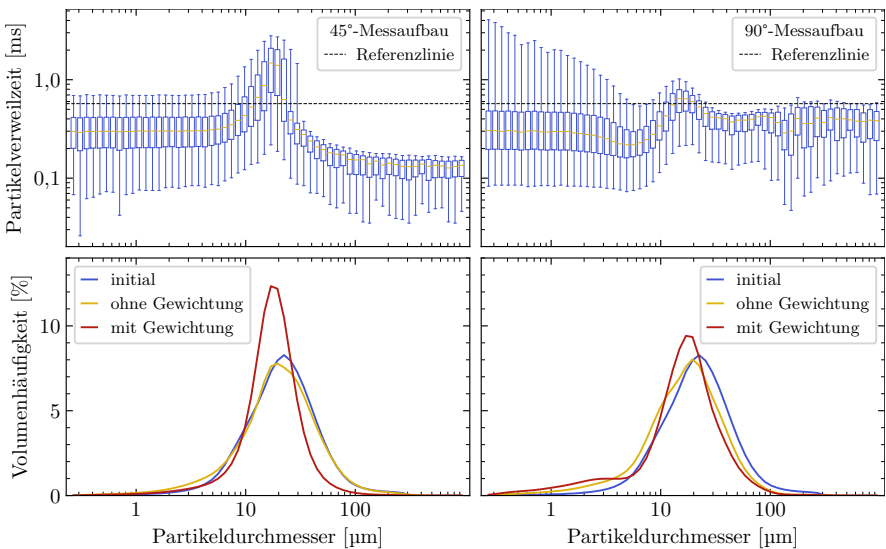 Partikelverweilzeit [ms]
1.0
0.1
45°-Messaufbau
Referenzlinie
90°-Messaufbau
Referenzlinie
Volumenhäufigkeit [%]
10
5
0
initial
ohne Gewichtung
mit Gewichtung
initial
ohne Gewichtung
mit Gewichtung
1 10 100
1 10 100
Partikeldurchmesser [µm]
Partikeldurchmesser [µm]